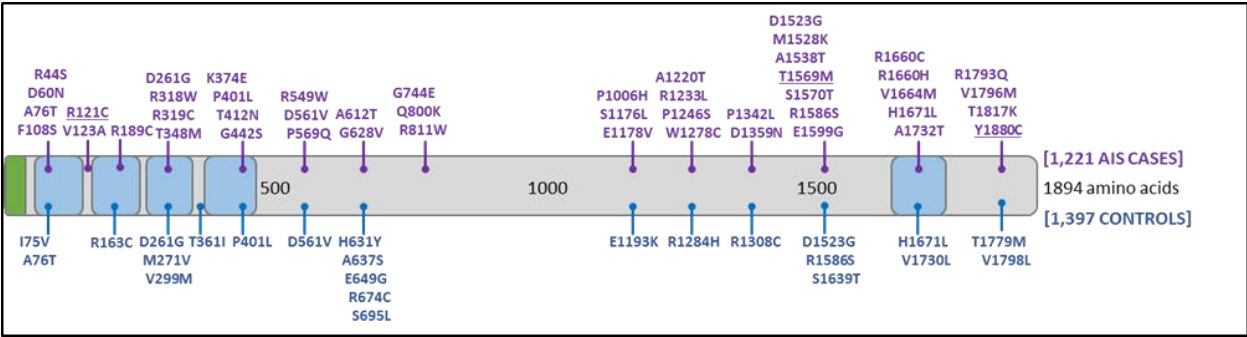 R44S
D60N
A76T
F108S
R121C
V123A
R189C
D261G
R318W
R319C
T348M
K374E
P401L
T412N
G442S
R549W
D561V
P569Q
A612T
G628V
G744E
Q800K
R811W
P1006H
S1176L
E1178V
A1220T
R1233L
P1246S
W1278C
P1342L
D1359N
D1523G
M1528K
A1538T
T1569M
S1570T
R1586S
E1599G
R1660C
R1660H
V1664M
H1671L
A1732T
R1793Q
V1796M
T1817K
Y1880C
[1,221 AIS CASES]
500
1000
1500
1894 amino acids
[1,397 CONTROLS]
I75V
A76T
R163C
D261G
M271V
V299M
T361I
P401L
D561V
H631Y
A637S
E649G
R674C
S695L
E1193K
R1284H
R1308C
D1523G
R1586S
S1639T
H1671L
V1730L
T1779M
V1798L